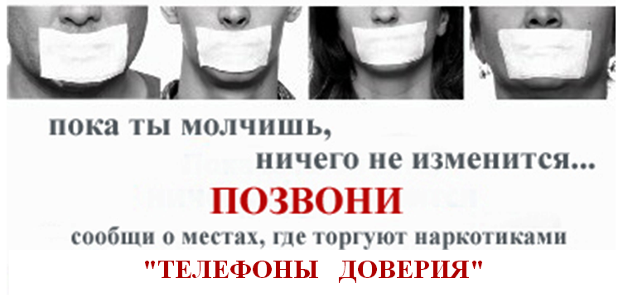 пока ты молчишь,
ничего не изменится...
ПОЗВОНИ
сообщи о местах, где торгуют наркотиками
"ТЕЛЕФОНЫ ДОВЕРИЯ"